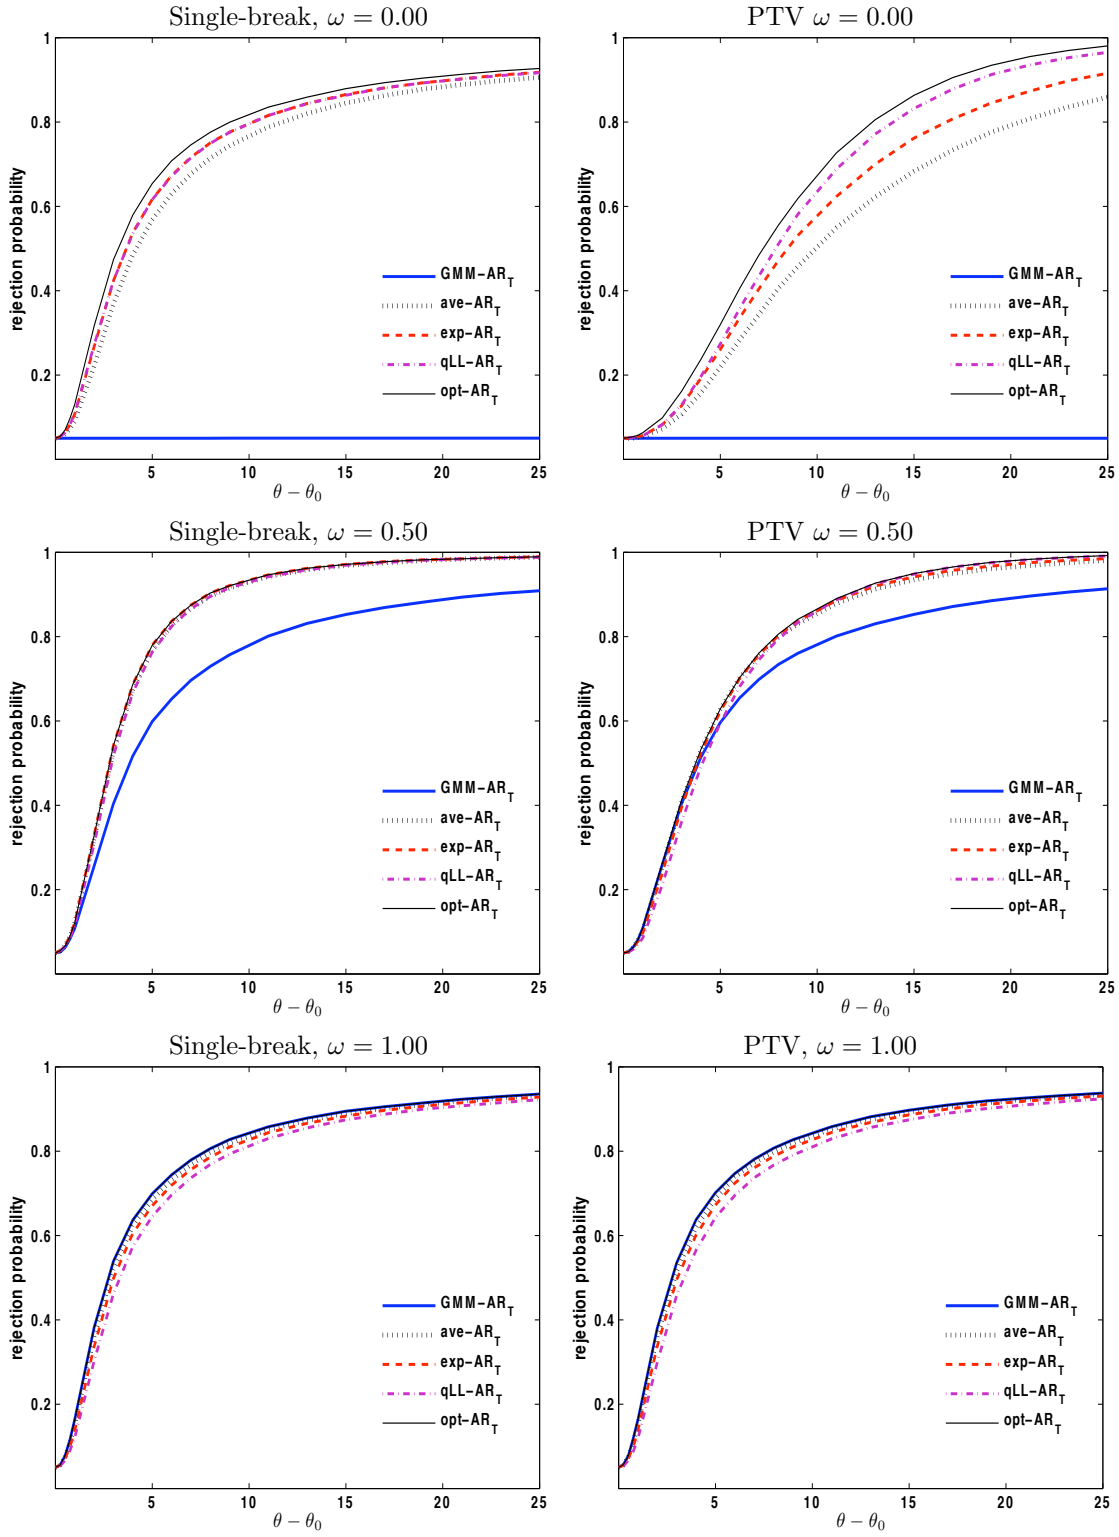 Single-break, ω = 0.00
rejection probability
1
0.8
0.6
0.4
0.2
GMM–AR_T
ave–AR_T
exp–AR_T
qLL–AR_T
opt–AR_T
5 10 15 20 25
θ − θ_0
PTV ω = 0.00
rejection probability
1
0.8
0.6
0.4
0.2
GMM–AR_T
ave–AR_T
exp–AR_T
qLL–AR_T
opt–AR_T
5 10 15 20 25
θ − θ_0
Single-break, ω = 0.50
rejection probability
1
0.8
0.6
0.4
0.2
GMM–AR_T
ave–AR_T
exp–AR_T
qLL–AR_T
opt–AR_T
5 10 15 20 25
θ − θ_0
PTV ω = 0.50
rejection probability
1
0.8
0.6
0.4
0.2
GMM–AR_T
ave–AR_T
exp–AR_T
qLL–AR_T
opt–AR_T
5 10 15 20 25
θ − θ_0
Single-break, ω = 1.00
rejection probability
1
0.8
0.6
0.4
0.2
GMM–AR_T
ave–AR_T
exp–AR_T
qLL–AR_T
opt–AR_T
5 10 15 20 25
θ − θ_0
PTV, ω = 1.00
rejection probability
1
0.8
0.6
0.4
0.2
GMM–AR_T
ave–AR_T
exp–AR_T
qLL–AR_T
opt–AR_T
5 10 15 20 25
θ − θ_0